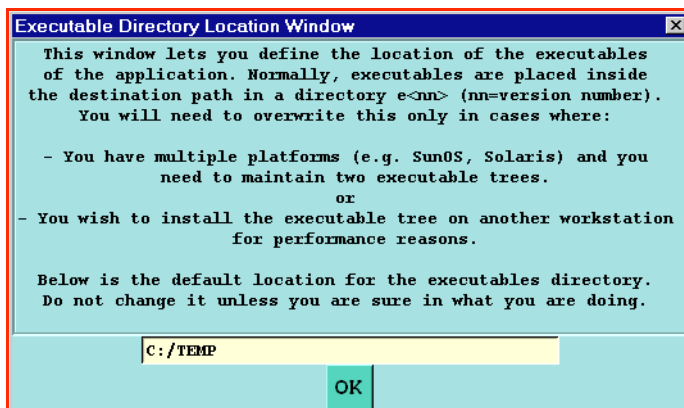 Executable Directory Location Window
This window lets you define the location of the executables
of the application. Normally, executables are placed inside
the destination path in a directory e<nn> (nn=version number).
You will need to overwrite this only in cases where:
- You have multiple platforms (e.g. SunOS, Solaris) and you
need to maintain two executable trees.
or
- You wish to install the executable tree on another workstation
for performance reasons.
Below is the default location for the executables directory.
Do not change it unless you are sure in what you are doing.
C:/TEMP
OK